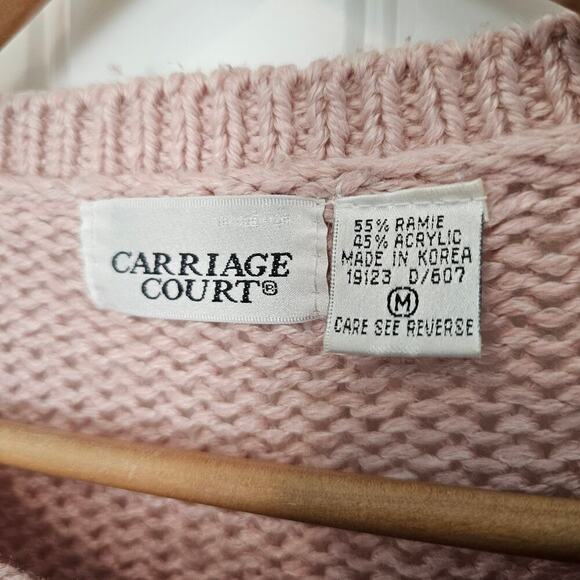 CARRIAGE
COURT®
55% RAMIE
45% ACRYLIC
MADE IN KOREA
19123 D/607
M
CARE SEE REVERSE